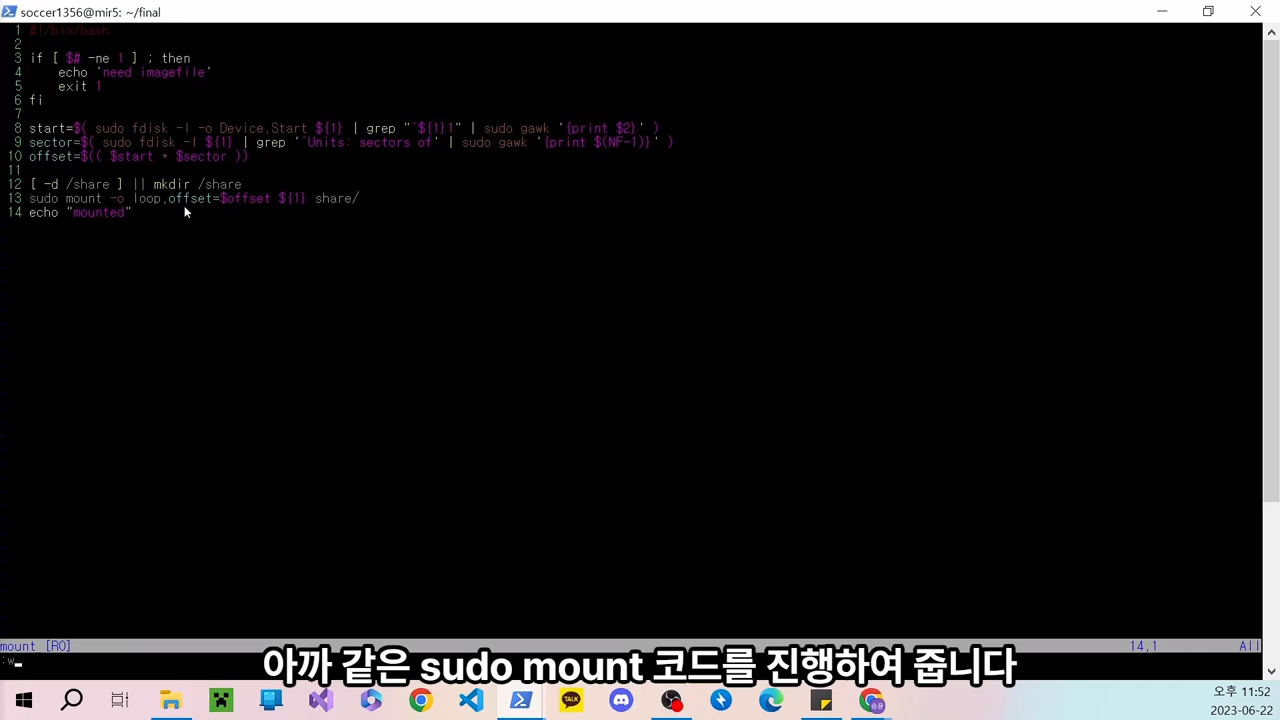 soccer1356@mir5: ~/final
1 #!/bin/bash
2
3 if [ $# -ne 1 ] ; then
4     echo 'need imagefile'
5     exit 1
6 fi
7
8 start=$( sudo fdisk -l -o Device,Start ${1} | grep "^${1}1" | sudo gawk '{print $2}' )
9 sector=$( sudo fdisk -l ${1} | grep '^Units: sectors of' | sudo gawk '{print $(NF-1)}' )
10 offset=$(( $start * $sector ))
11
12 [ -d /share ] || mkdir /share
13 sudo mount -o loop,offset=$offset ${1} share/
14 echo "mounted"
mount [RO] 14,1 All
:w
아까 같은 sudo mount 코드를 진행하여 줍니다
TALK
오후 11:52
2023-06-22